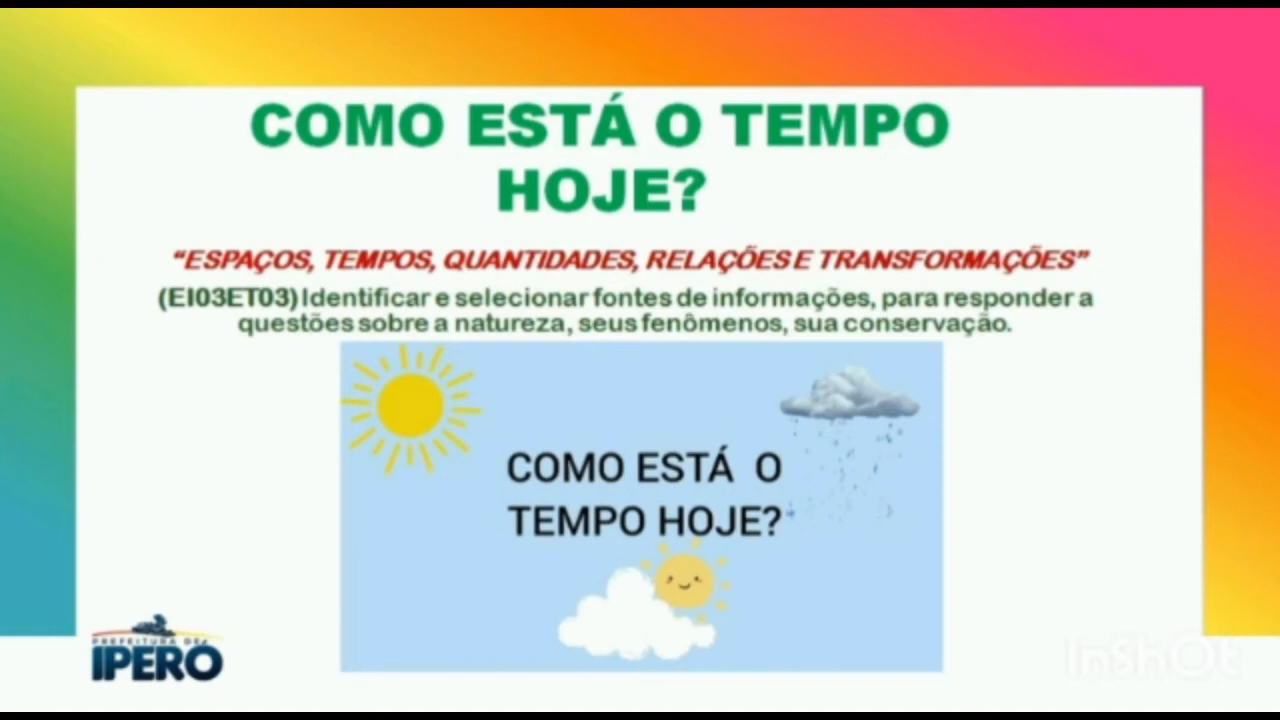 COMO ESTÁ O TEMPO
HOJE?
“ESPAÇOS, TEMPOS, QUANTIDADES, RELAÇÕES E TRANSFORMAÇÕES”
(EI03ET03) Identificar e selecionar fontes de informações, para responder a
questões sobre a natureza, seus fenômenos, sua conservação.
COMO ESTÁ O
TEMPO HOJE?
PREFEITURA DE
IPERÓ
InShOt